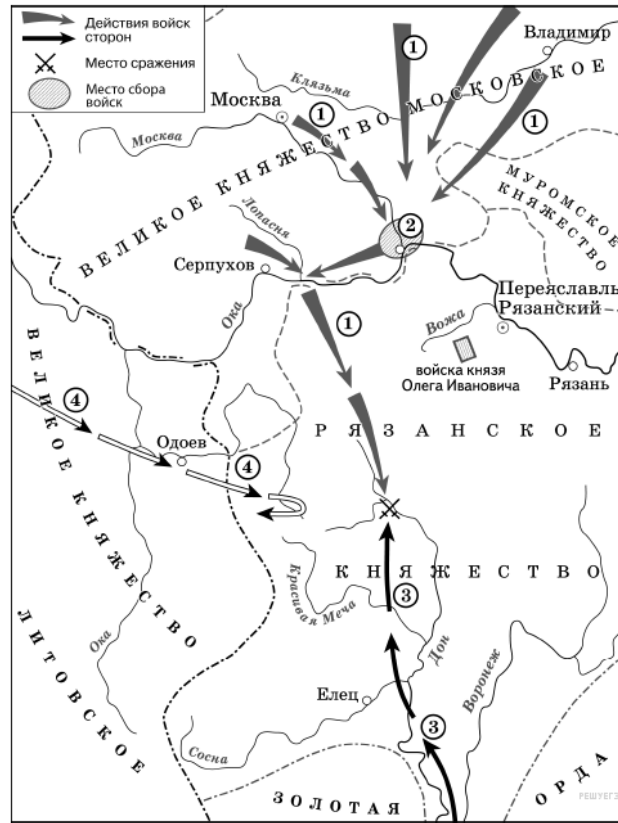 Действия войск
сторон
Место сражения
Место сбора
войск
1
Владимир
Клязьма
Москва
1
1
ВЕЛИКОЕ КНЯЖЕСТВО МОСКОВСКОЕ
Москва
МУРОМСКОЕ
КНЯЖЕСТВО
Лопасня
2
Серпухов
Ока
1
Переяславль
Рязанский
Вожа
войска князя
Олега Ивановича
Рязань
4
Одоев
4
РЯЗАНСКОЕ
КНЯЖЕСТВО
ВЕЛИКОЕ КНЯЖЕСТВО
ЛИТОВСКОЕ
Красивая Меча
3
Ока
Дон
Воронеж
Елец
3
Сосна
ЗОЛОТАЯ
ОРДА
РЕШУЕГЭ